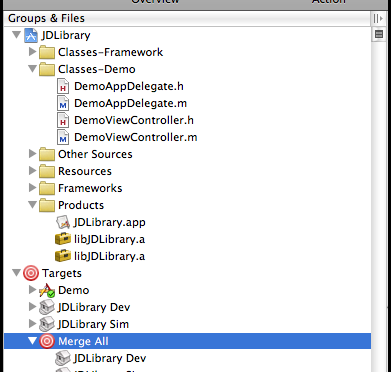 Overview Action
Groups & Files
JDLibrary
Classes-Framework
Classes-Demo
DemoAppDelegate.h
DemoAppDelegate.m
DemoViewController.h
DemoViewController.m
Other Sources
Resources
Frameworks
Products
JDLibrary.app
libJDLibrary.a
libJDLibrary.a
Targets
Demo
JDLibrary Dev
JDLibrary Sim
Merge All
JDLibrary Dev